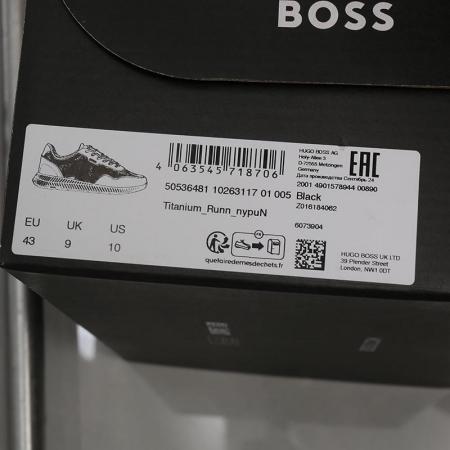 BOSS
4 063545 718706
50536481 10263117 01 005 Black
Titanium_Runn_nypuN
Z016184062
HUGO BOSS AG
Holy-Allee 3
D-72555 Metzingen
Germany
Дата производства Сентябрь 24
2001 4901578944 00890
EAC
EU UK US
43 9 10
6073904
quefairedemesdechets.fr
HUGO BOSS UK LTD
39 Plender Street
London, NW1 0DT